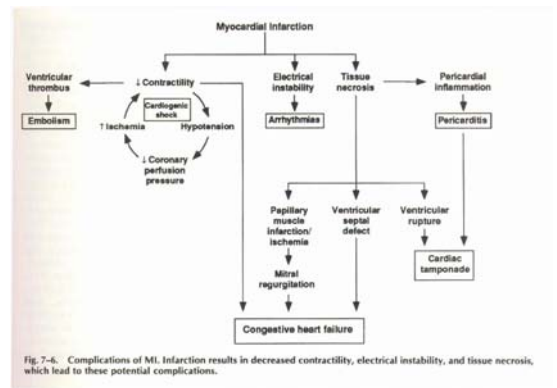 Myocardial Infarction
Ventricular
thrombus
↓ Contractility
Electrical
instability
Tissue
necrosis
Pericardial
inflammation
Embolism
Cardiogenic
shock
↑ Ischemia
Hypotension
Arrhythmias
Pericarditis
↓ Coronary
perfusion
pressure
Papillary
muscle
infarction/
ischemia
Ventricular
septal
defect
Ventricular
rupture
Mitral
regurgitation
Cardiac
tamponade
Congestive heart failure
Fig. 7–6. Complications of MI. Infarction results in decreased contractility, electrical instability, and tissue necrosis,
which lead to these potential complications.